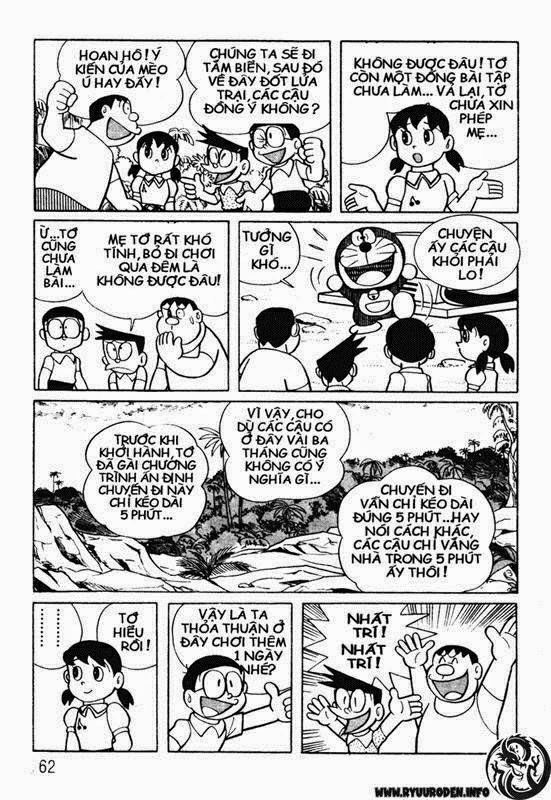 HOAN HÔ! Ý
KIẾN CỦA MÈO
Ú HAY ĐẤY!
CHÚNG TA SẼ ĐI
TẮM BIỂN, SAU ĐÓ
VỀ ĐÂY ĐỐT LỬA
TRẠI, CÁC CẬU
ĐỒNG Ý KHÔNG?
KHÔNG ĐƯỢC ĐÂU! TỚ
CÒN MỘT ĐỐNG BÀI TẬP
CHƯA LÀM... VẢ LẠI, TỚ
CHƯA XIN
PHÉP
MẸ...
Ừ...TỚ
CŨNG
CHƯA
LÀM
BÀI...
MẸ TỚ RẤT KHÓ
TÍNH, BỎ ĐI CHƠI
QUA ĐÊM LÀ
KHÔNG ĐƯỢC ĐÂU!
TƯỞNG
GÌ
KHÓ...
CHUYỆN
ẤY CÁC CẬU
KHỎI PHẢI
LO!
TRƯỚC KHI
KHỞI HÀNH, TỚ
ĐÃ GÀI CHƯƠNG
TRÌNH ẤN ĐỊNH
CHUYẾN ĐI NÀY
CHỈ KÉO DÀI
5 PHÚT...
VÌ VẬY, CHO
DÙ CÁC CẬU CÓ
Ở ĐÂY VÀI BA
THÁNG CŨNG
KHÔNG CÓ Ý
NGHĨA GÌ...
CHUYẾN ĐI
VẪN CHỈ KÉO DÀI
ĐÚNG 5 PHÚT...HAY
NÓI CÁCH KHÁC,
CÁC CẬU CHỈ VẮNG
NHÀ TRONG 5 PHÚT
ẤY THÔI!
TỚ
HIỂU
RỒI!
VẬY LÀ TA
THỎA THUẬN Ở
ĐÂY CHƠI THÊM
1 NGÀY
NHÉ?
NHẤT
TRÍ!
NHẤT
TRÍ!
62
WWW.RYUURODEN.INFO